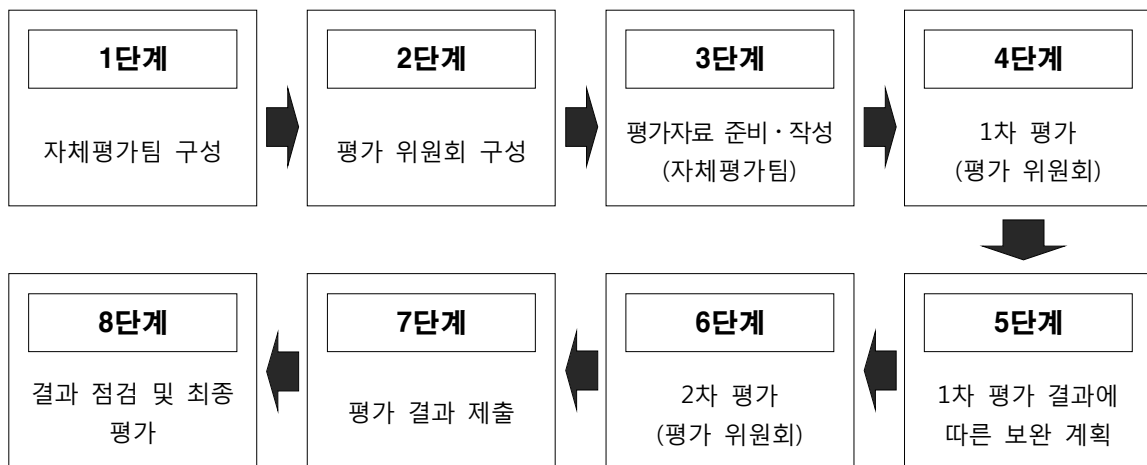 1단계
자체평가팀 구성
2단계
평가 위원회 구성
3단계
평가자료 준비·작성
(자체평가팀)
4단계
1차 평가
(평가 위원회)
5단계
1차 평가 결과에
따른 보완 계획
6단계
2차 평가
(평가 위원회)
7단계
평가 결과 제출
8단계
결과 점검 및 최종
평가